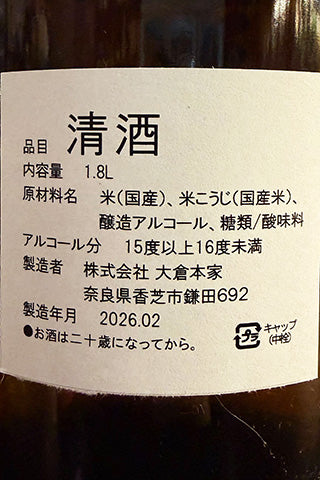 品目 清酒
内容量 1.8L
原材料名 米(国産)、米こうじ(国産米)、
醸造アルコール、糖類/酸味料
アルコール分 15度以上16度未満
製造者 株式会社 大倉本家
奈良県香芝市鎌田692
製造年月 2026.02
●お酒は二十歳になってから。
プラ キャップ
(中栓)